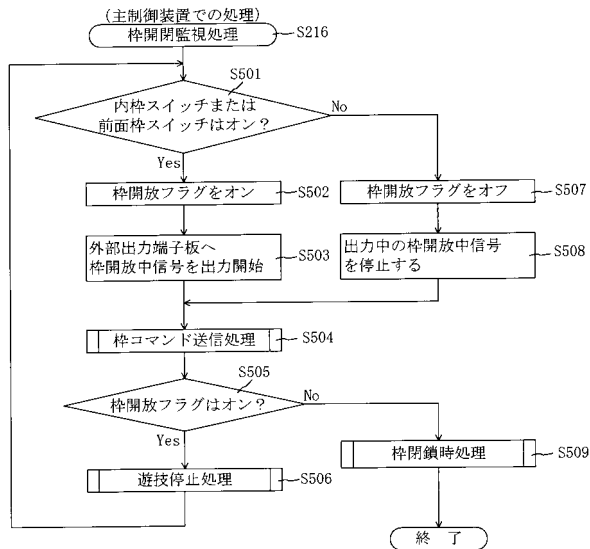 (主制御装置での処理)
枠開閉監視処理
S216
S501
内枠スイッチまたは
前面枠スイッチはオン?
No
Yes
枠開放フラグをオン
S502
枠開放フラグをオフ
S507
外部出力端子板へ
枠開放中信号を出力開始
S503
出力中の枠開放中信号
を停止する
S508
枠コマンド送信処理
S504
S505
枠開放フラグはオン?
No
Yes
遊技停止処理
S506
枠閉鎖時処理
S509
終 了